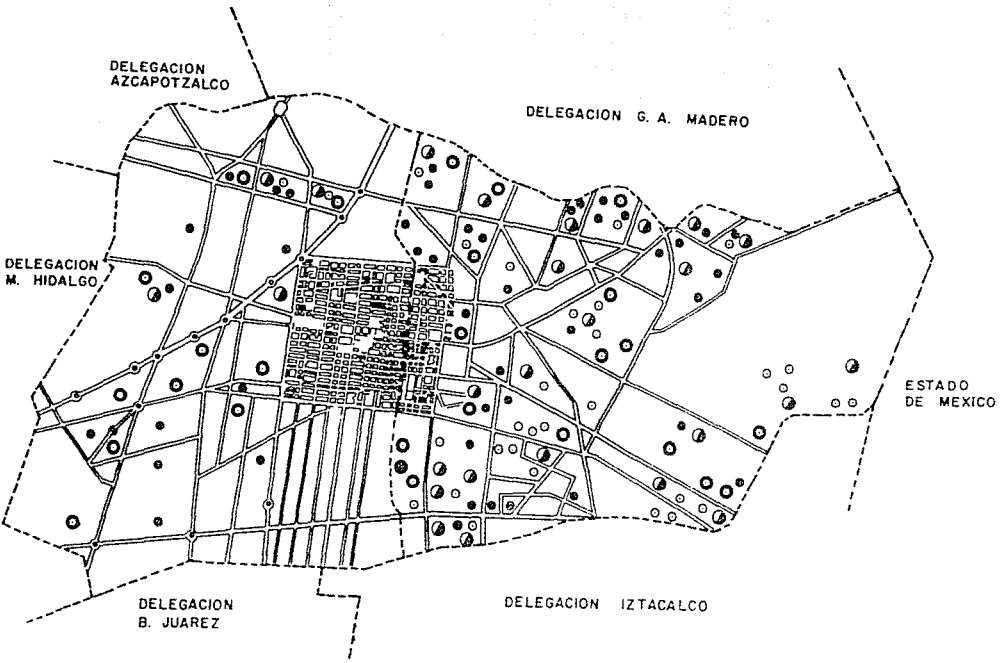 DELEGACION
AZCAPOTZALCO
DELEGACION G. A. MADERO
DELEGACION
M. HIDALGO
ESTADO
DE MEXICO
DELEGACION
B. JUAREZ
DELEGACION IZTACALCO